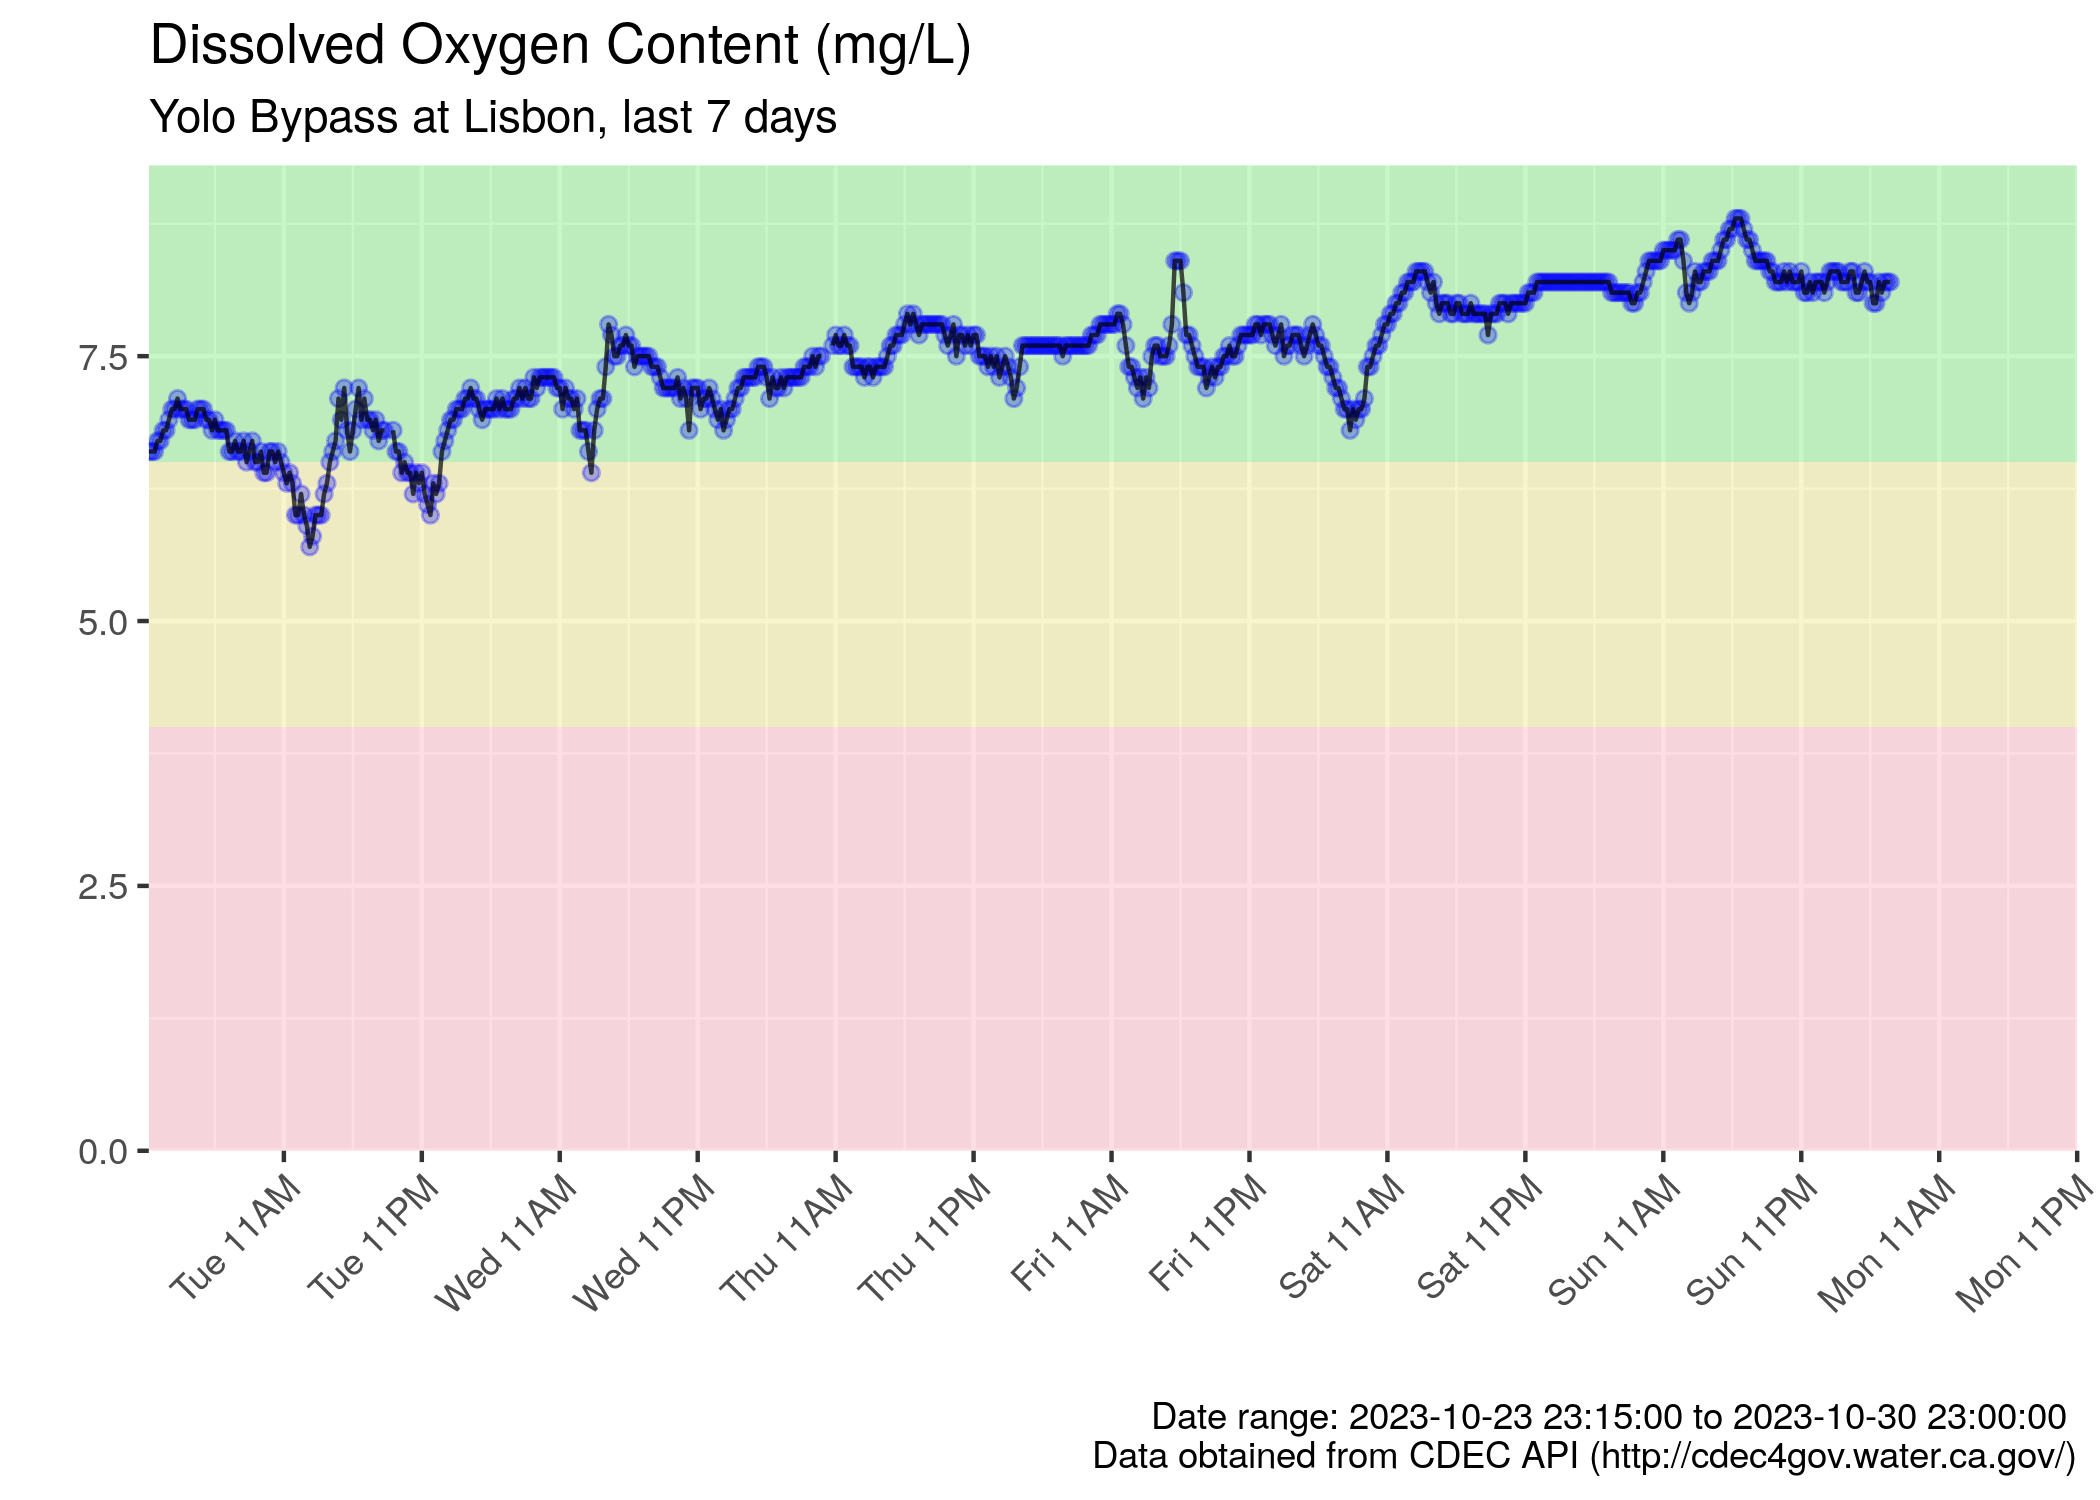 Dissolved Oxygen Content (mg/L)
Yolo Bypass at Lisbon, last 7 days
7.5
5.0
2.5
0.0
Tue 11AM
Tue 11PM
Wed 11AM
Wed 11PM
Thu 11AM
Thu 11PM
Fri 11AM
Fri 11PM
Sat 11AM
Sat 11PM
Sun 11AM
Sun 11PM
Mon 11AM
Mon 11PM
Date range: 2023-10-23 23:15:00 to 2023-10-30 23:00:00
Data obtained from CDEC API (http://cdec4gov.water.ca.gov/)